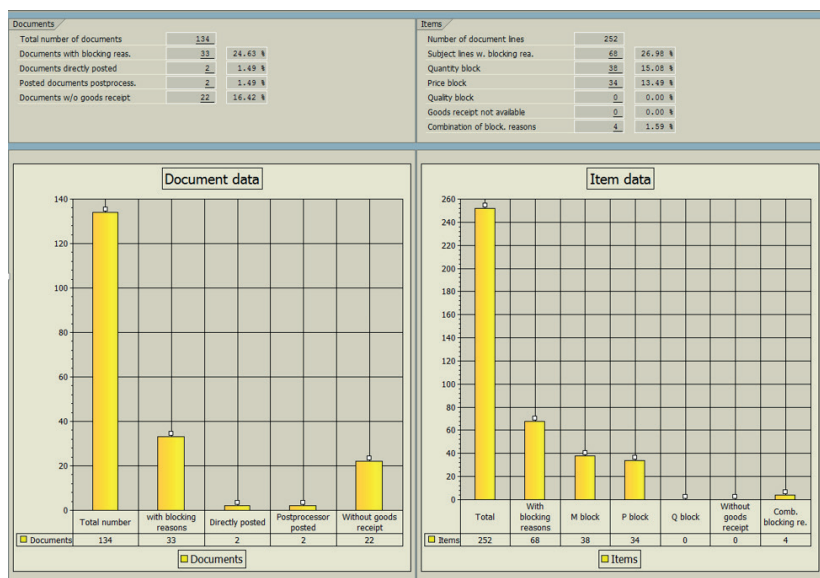 Documents
Total number of documents 134
Documents with blocking reas. 33 24.63 %
Documents directly posted 2 1.49 %
Posted documents postprocess. 2 1.49 %
Documents w/o goods receipt 22 16.42 %
Items
Number of document lines 252
Subject lines w. blocking rea. 68 26.98 %
Quantity block 38 15.08 %
Price block 34 13.49 %
Quality block 0 0.00 %
Goods receipt not available 0 0.00 %
Combination of block. reasons 4 1.59 %
Document data
140
120
100
80
60
40
20
0
Total number with blocking reasons Directly posted Postprocessor posted Without goods receipt
Documents 134 33 2 2 22
Documents
Item data
260
240
220
200
180
160
140
120
100
80
60
40
20
0
Total With blocking reasons M block P block Q block Without goods receipt Comb. blocking re.
Items 252 68 38 34 0 0 4
Items